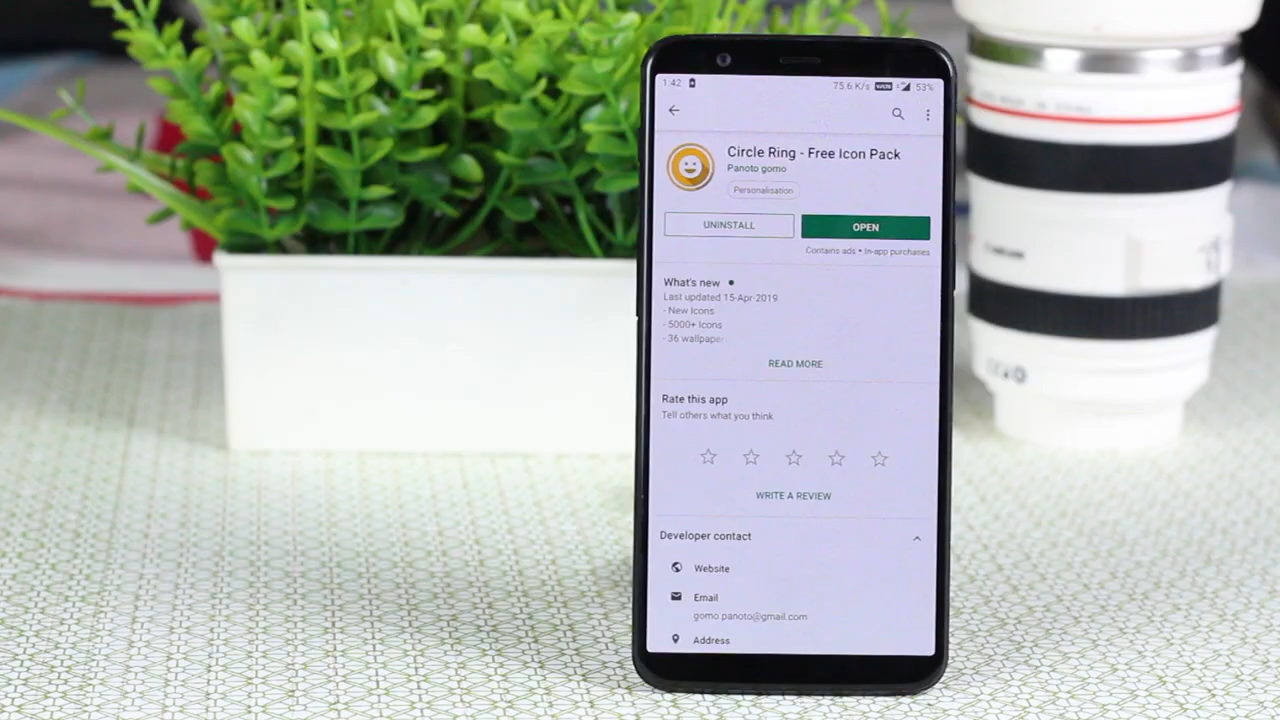 1:42 75.6 K/s VoLTE 53%
Circle Ring - Free Icon Pack
Panoto gomo
Personalisation
UNINSTALL OPEN
Contains ads • In-app purchases
What's new
Last updated 15-Apr-2019
- New Icons
- 5000+ Icons
- 36 wallpaper
READ MORE
Rate this app
Tell others what you think
WRITE A REVIEW
Developer contact
Website
Email
gomo.panoto@gmail.com
Address